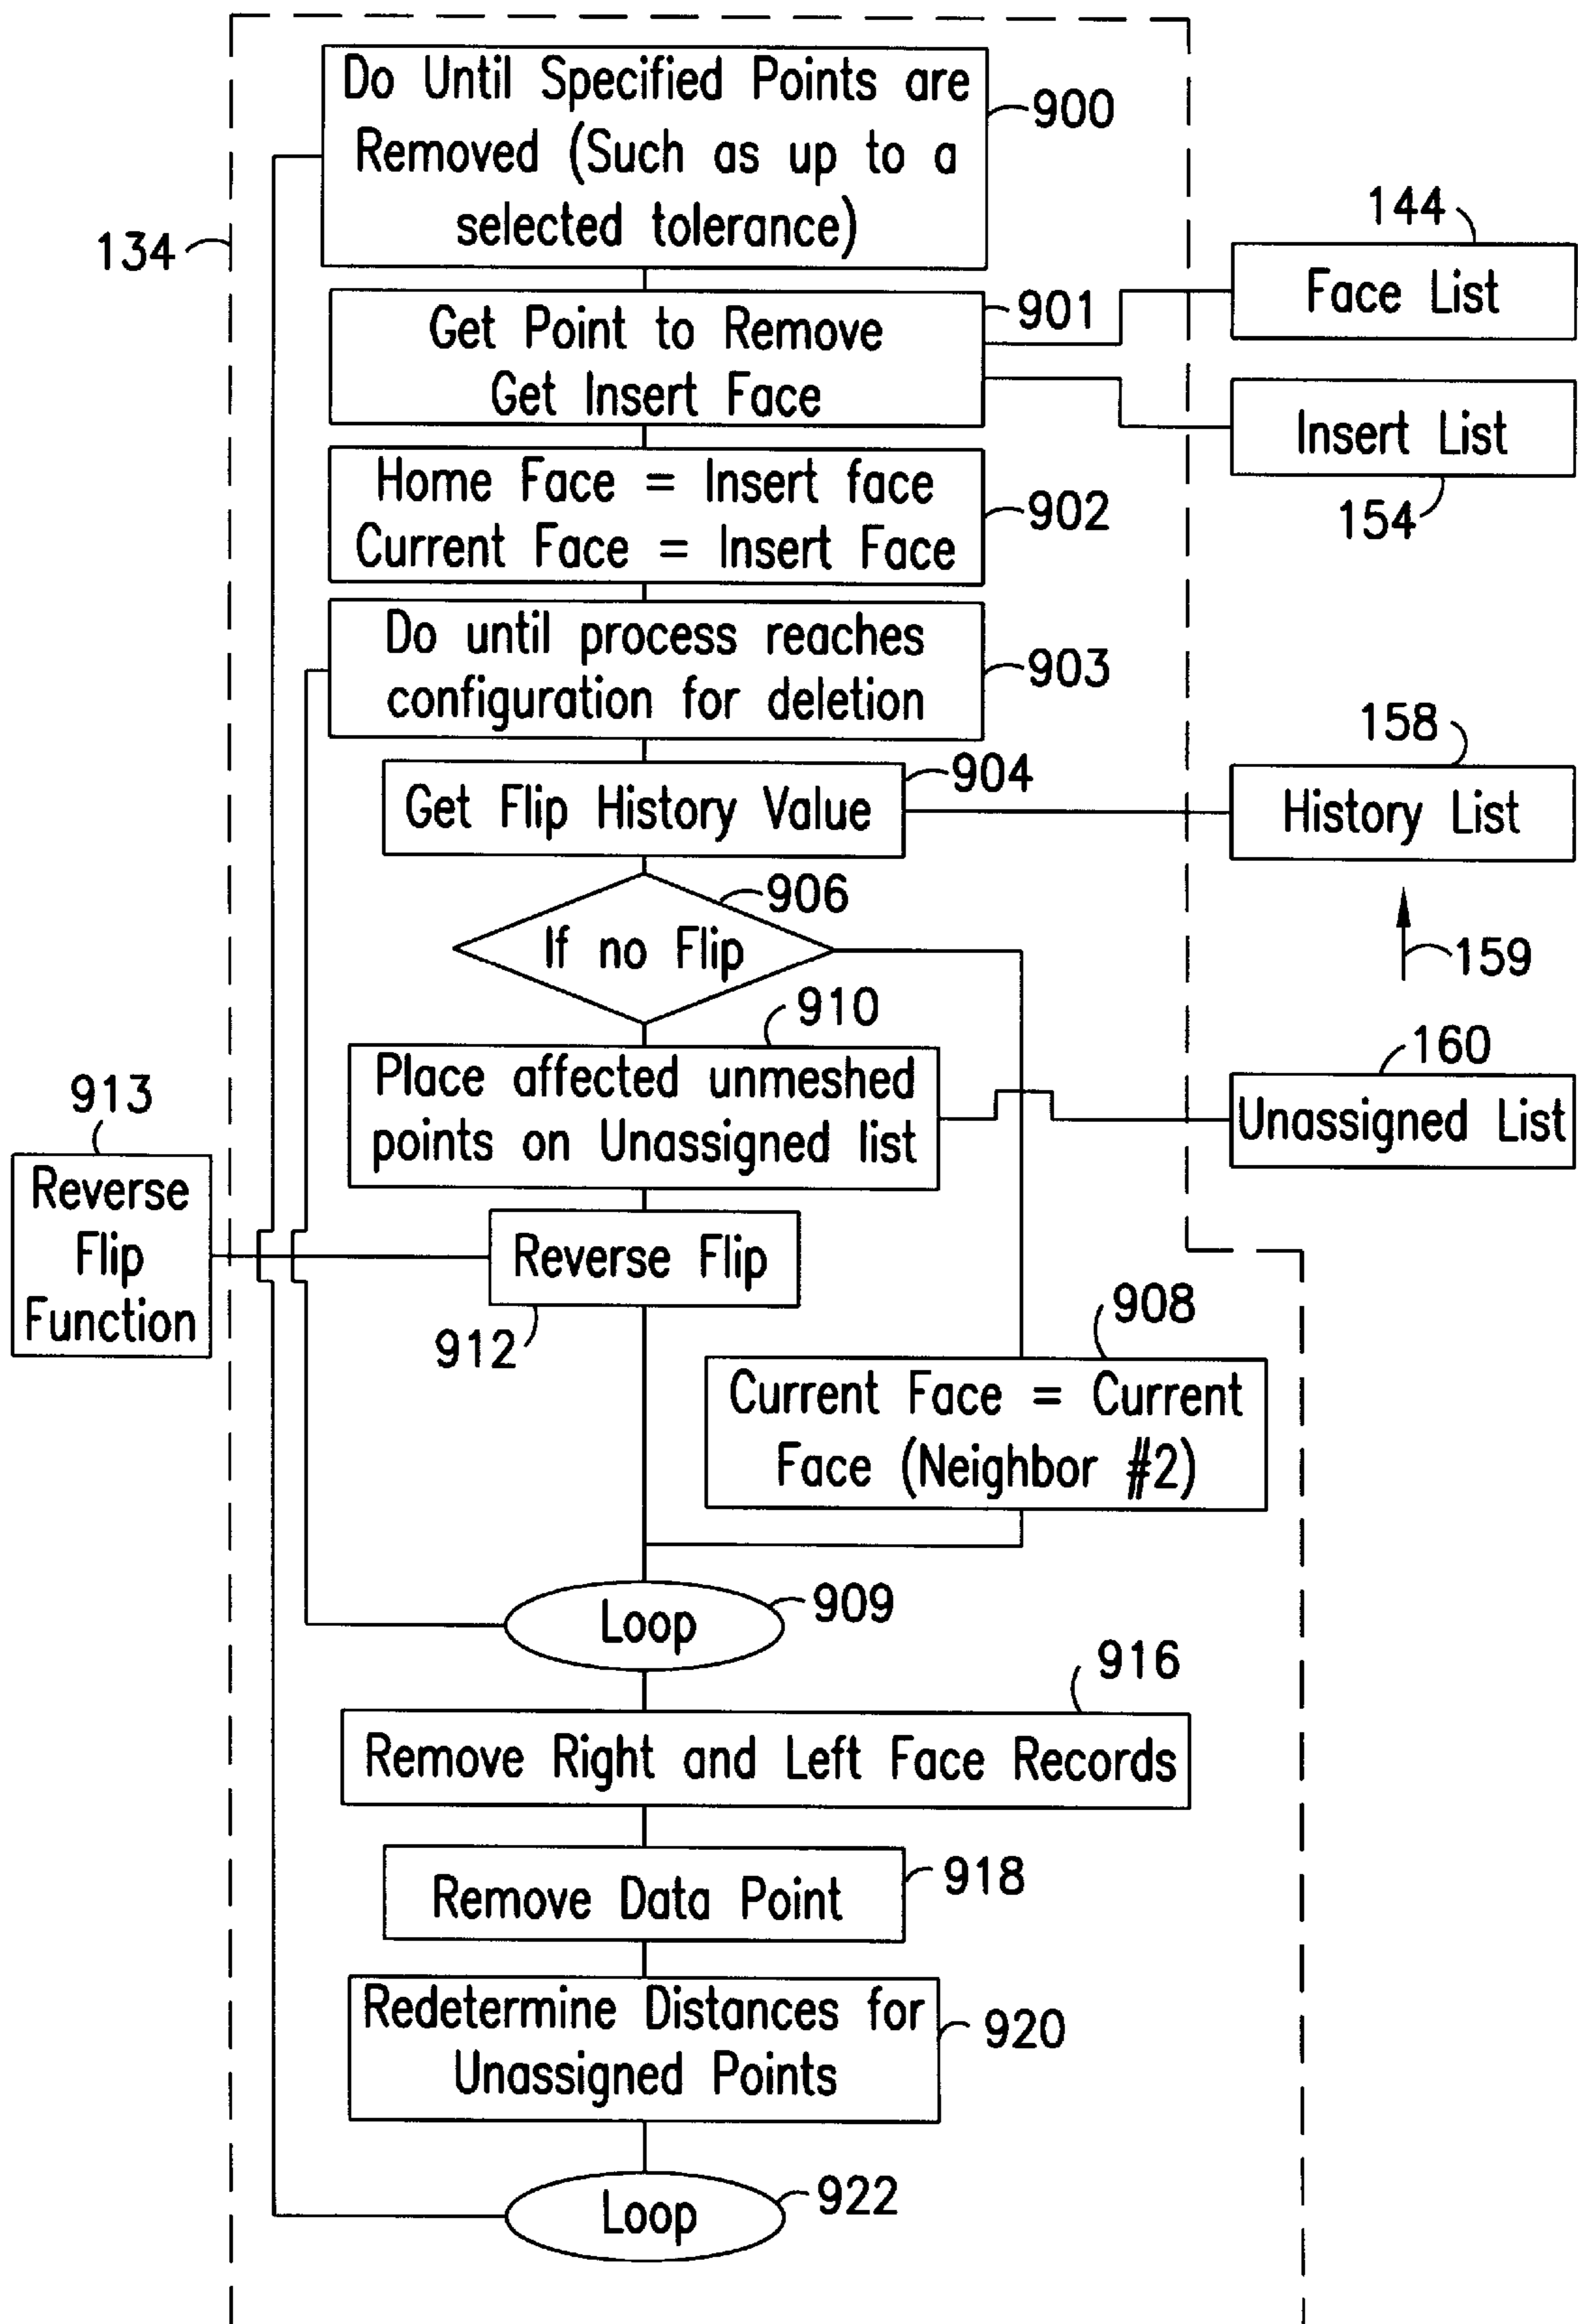 Do Until Specified Points are
Removed (Such as up to a
selected tolerance)
900
134
144
Face List
Get Point to Remove
Get Insert Face
901
Insert List
154
Home Face = Insert face
Current Face = Insert Face
902
Do until process reaches
configuration for deletion
903
158
History List
Get Flip History Value
904
906
If no Flip
159
910
Place affected unmeshed
points on Unassigned list
160
Unassigned List
913
Reverse
Flip
Function
Reverse Flip
912
908
Current Face = Current
Face (Neighbor #2)
Loop
909
916
Remove Right and Left Face Records
Remove Data Point
918
Redetermine Distances for
Unassigned Points
920
Loop
922